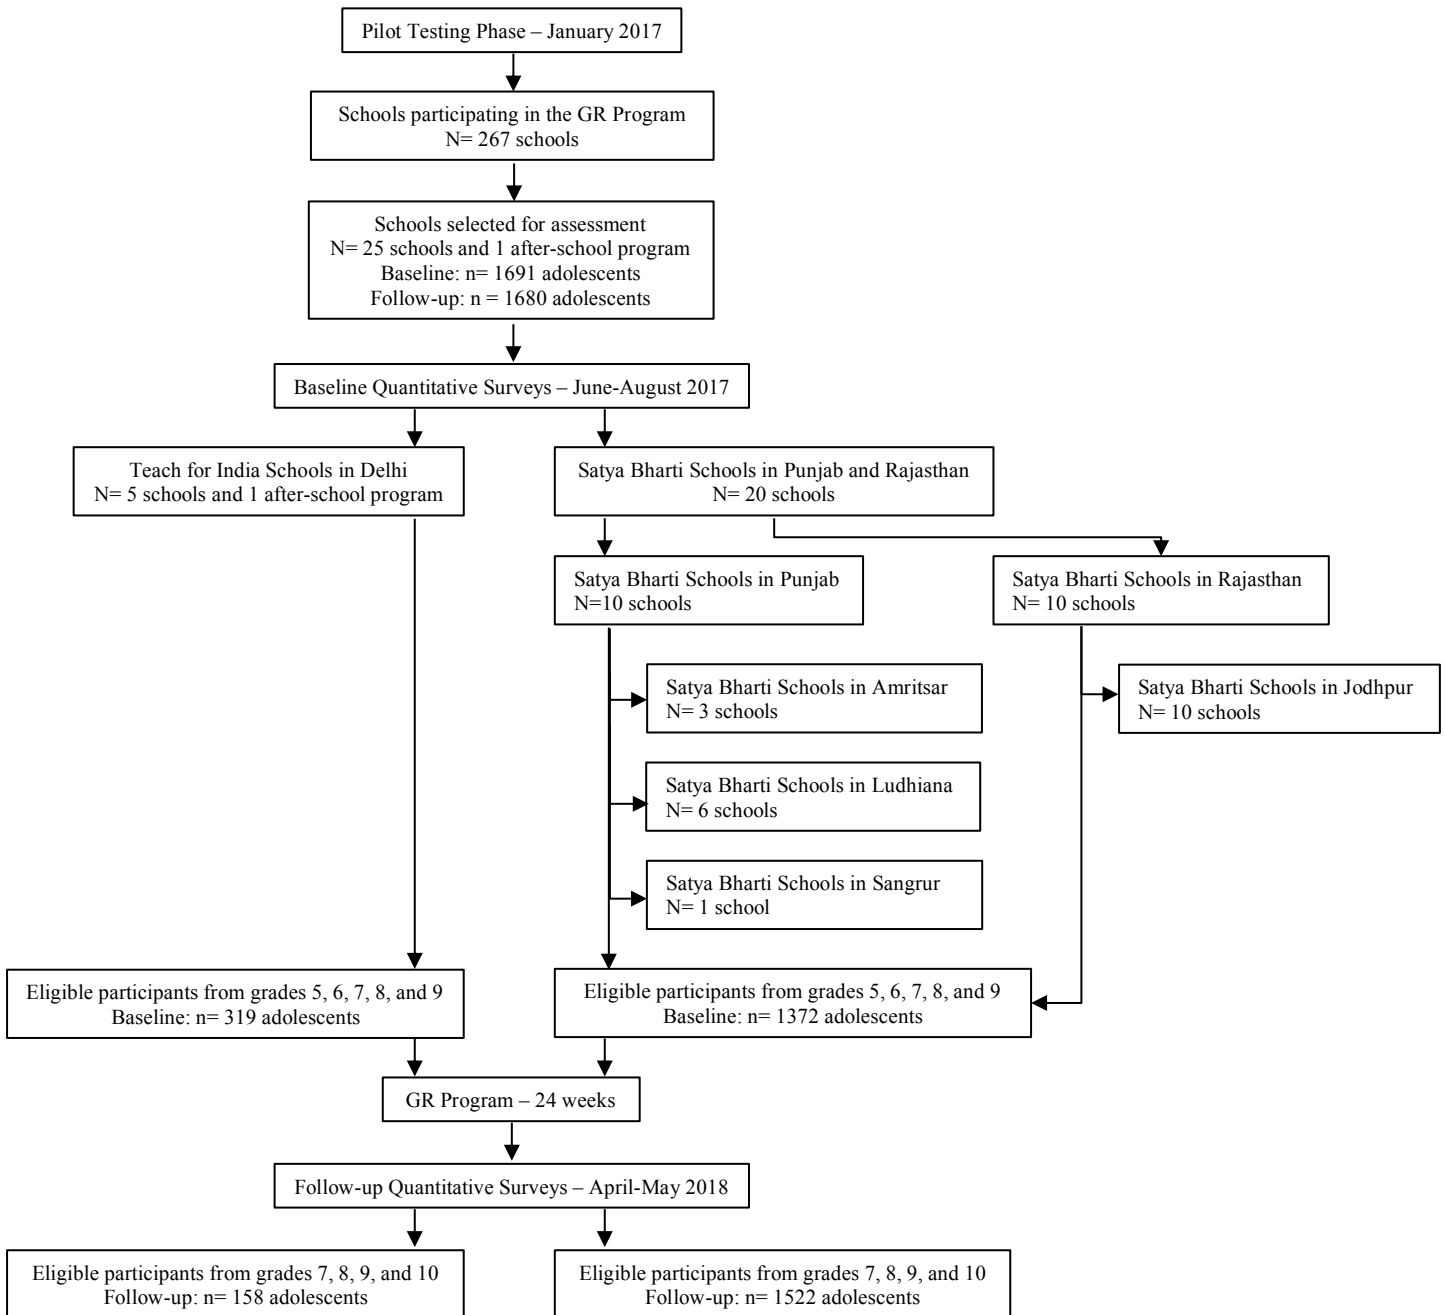 Pilot Testing Phase – January 2017
Schools participating in the GR Program
N= 267 schools
Schools selected for assessment
N= 25 schools and 1 after-school program
Baseline: n= 1691 adolescents
Follow-up: n = 1680 adolescents
Baseline Quantitative Surveys – June-August 2017
Teach for India Schools in Delhi
N= 5 schools and 1 after-school program
Satya Bharti Schools in Punjab and Rajasthan
N= 20 schools
Satya Bharti Schools in Punjab
N=10 schools
Satya Bharti Schools in Rajasthan
N= 10 schools
Satya Bharti Schools in Amritsar
N= 3 schools
Satya Bharti Schools in Jodhpur
N= 10 schools
Satya Bharti Schools in Ludhiana
N= 6 schools
Satya Bharti Schools in Sangrur
N= 1 school
Eligible participants from grades 5, 6, 7, 8, and 9
Baseline: n= 319 adolescents
Eligible participants from grades 5, 6, 7, 8, and 9
Baseline: n= 1372 adolescents
GR Program – 24 weeks
Follow-up Quantitative Surveys – April-May 2018
Eligible participants from grades 7, 8, 9, and 10
Follow-up: n= 158 adolescents
Eligible participants from grades 7, 8, 9, and 10
Follow-up: n= 1522 adolescents